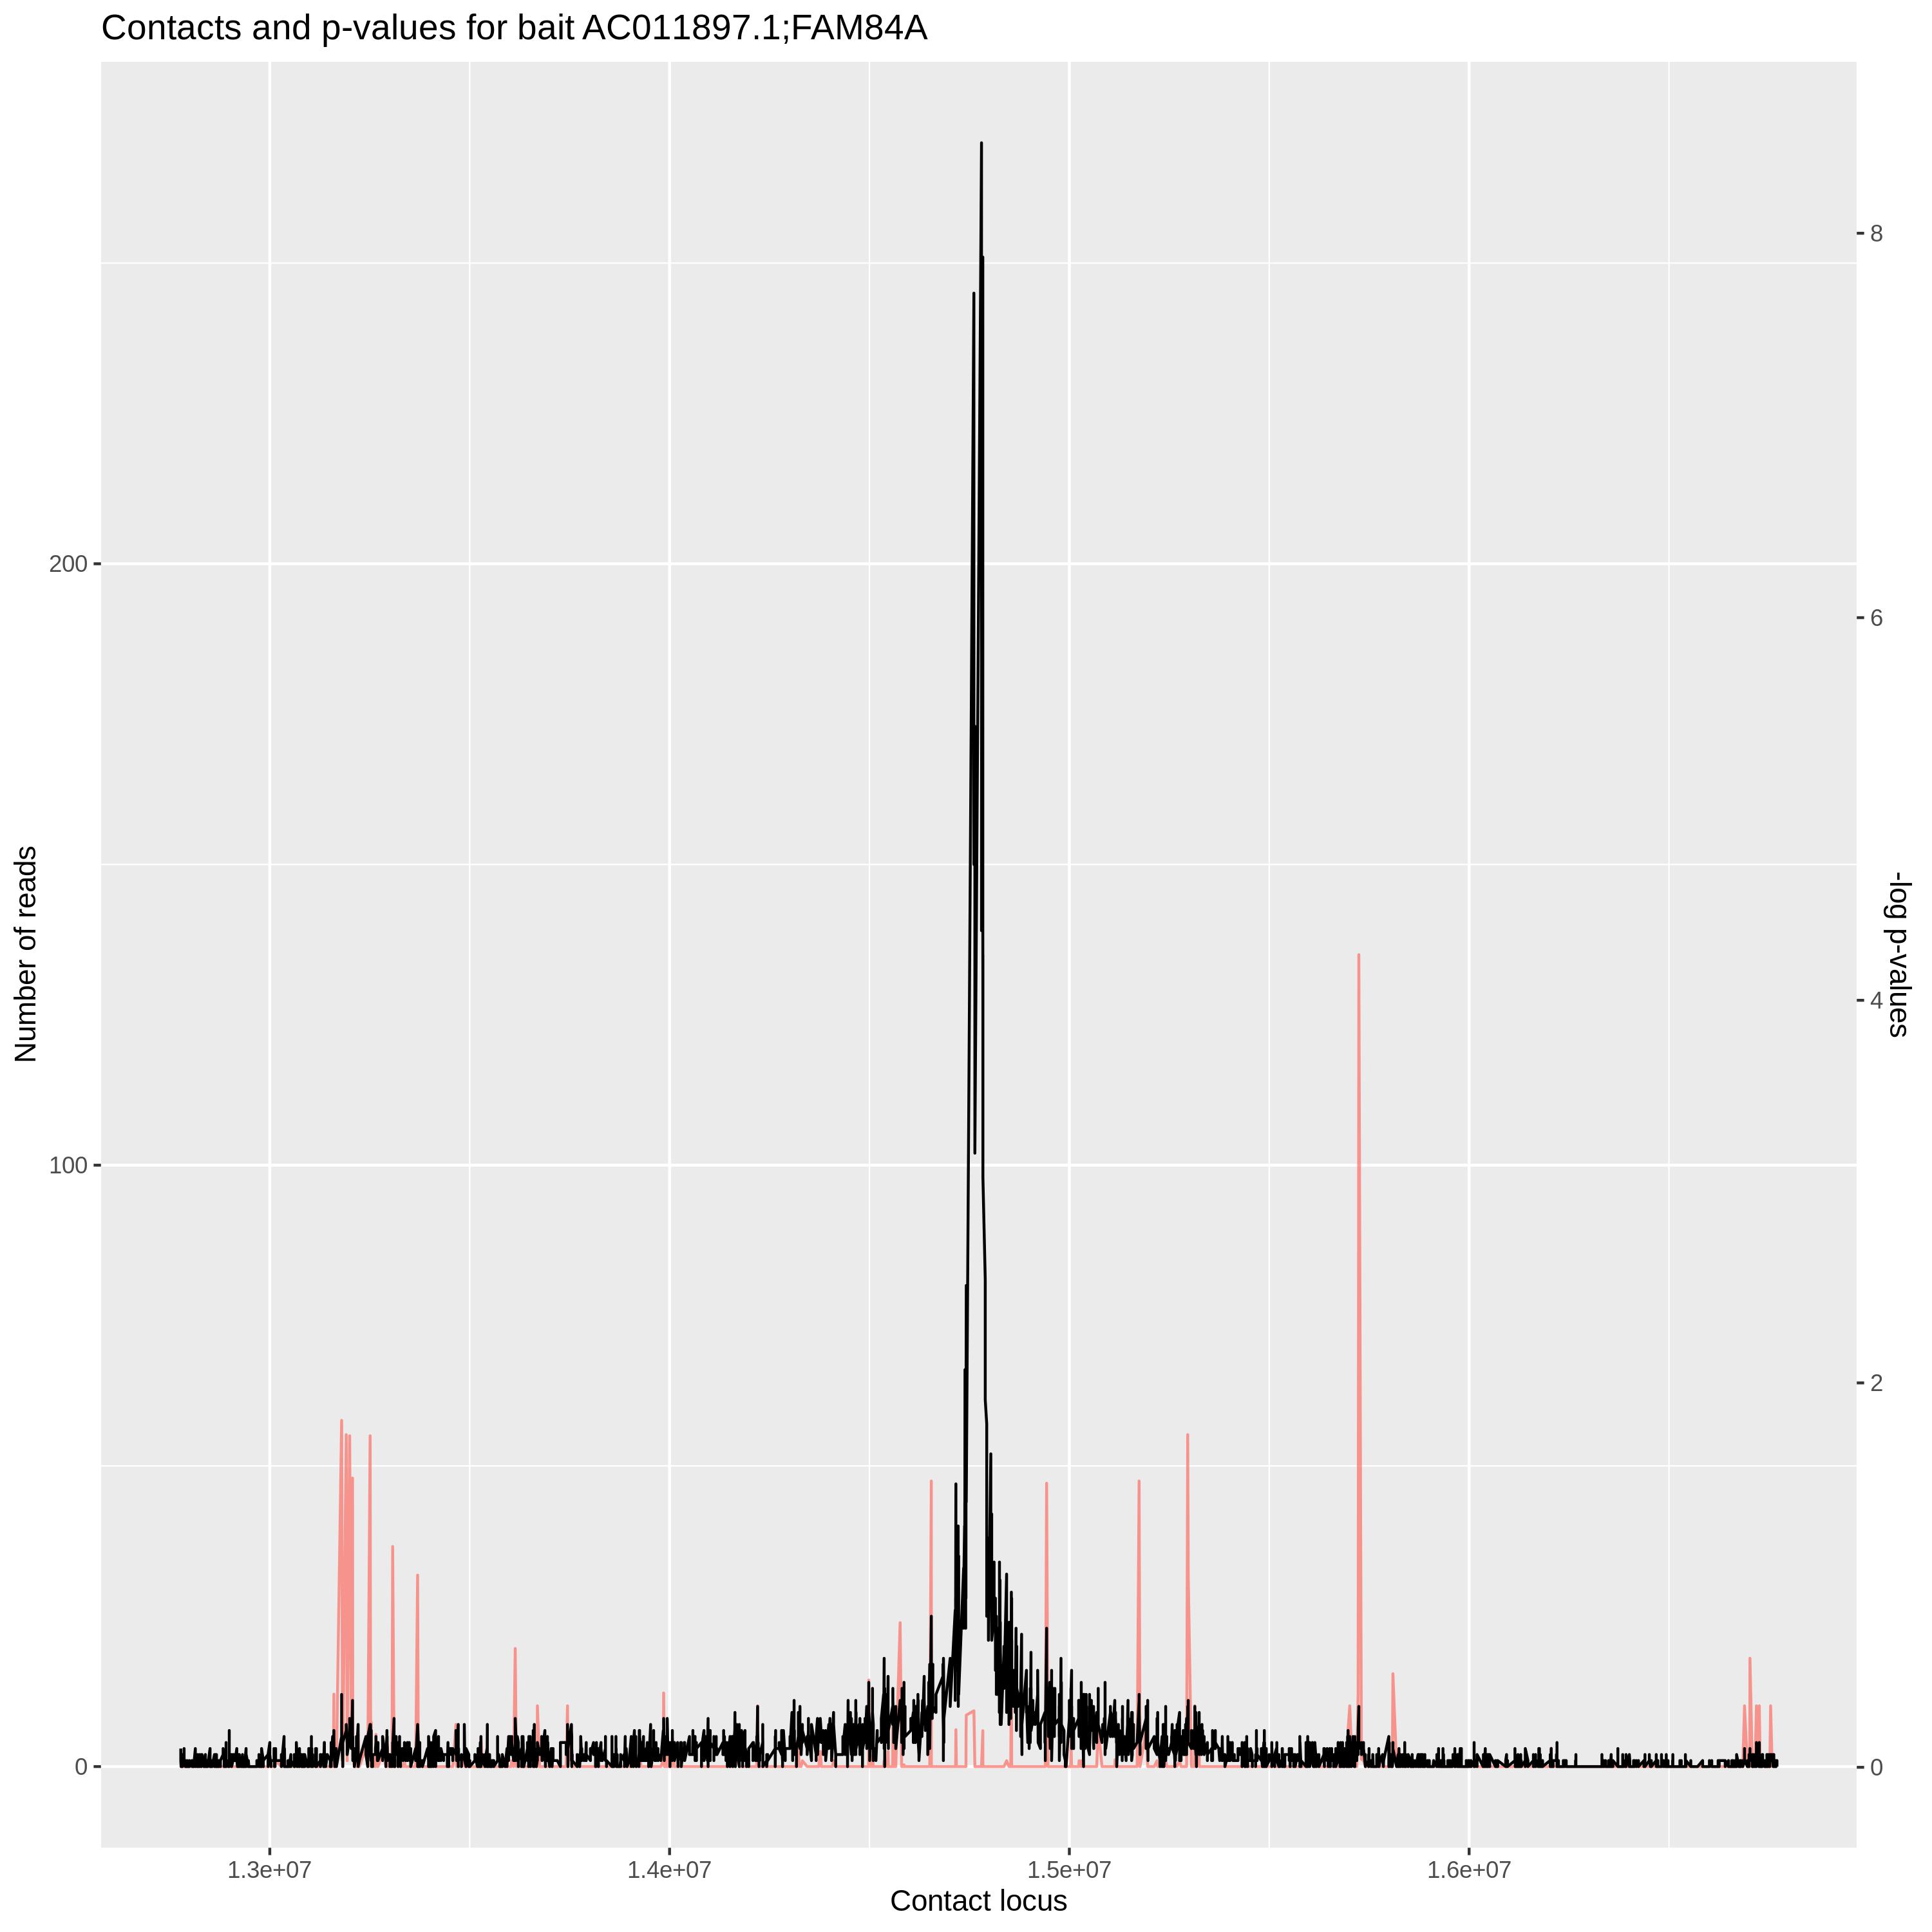 Contacts and p-values for bait AC011897.1;FAM84A
Number of reads
200
100
0
8
6
4
2
0
-log p-values
1.3e+07 1.4e+07 1.5e+07 1.6e+07
Contact locus